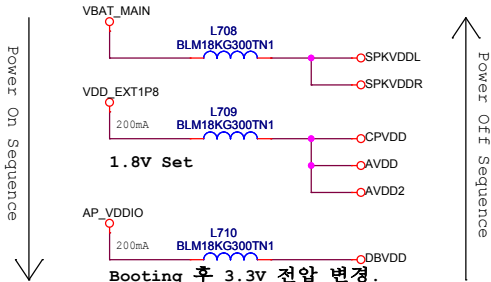 VBAT_MAIN
L708
BLM18KG300TN1
SPKVDDL
SPKVDDR
VDD_EXT1P8
L709
200mA
BLM18KG300TN1
CPVDD
1.8V Set
AVDD
AVDD2
AP_VDDIO
L710
200mA
BLM18KG300TN1
DBVDD
Booting 후 3.3V 전압 변경.
Power On Sequence
Power Off Sequence